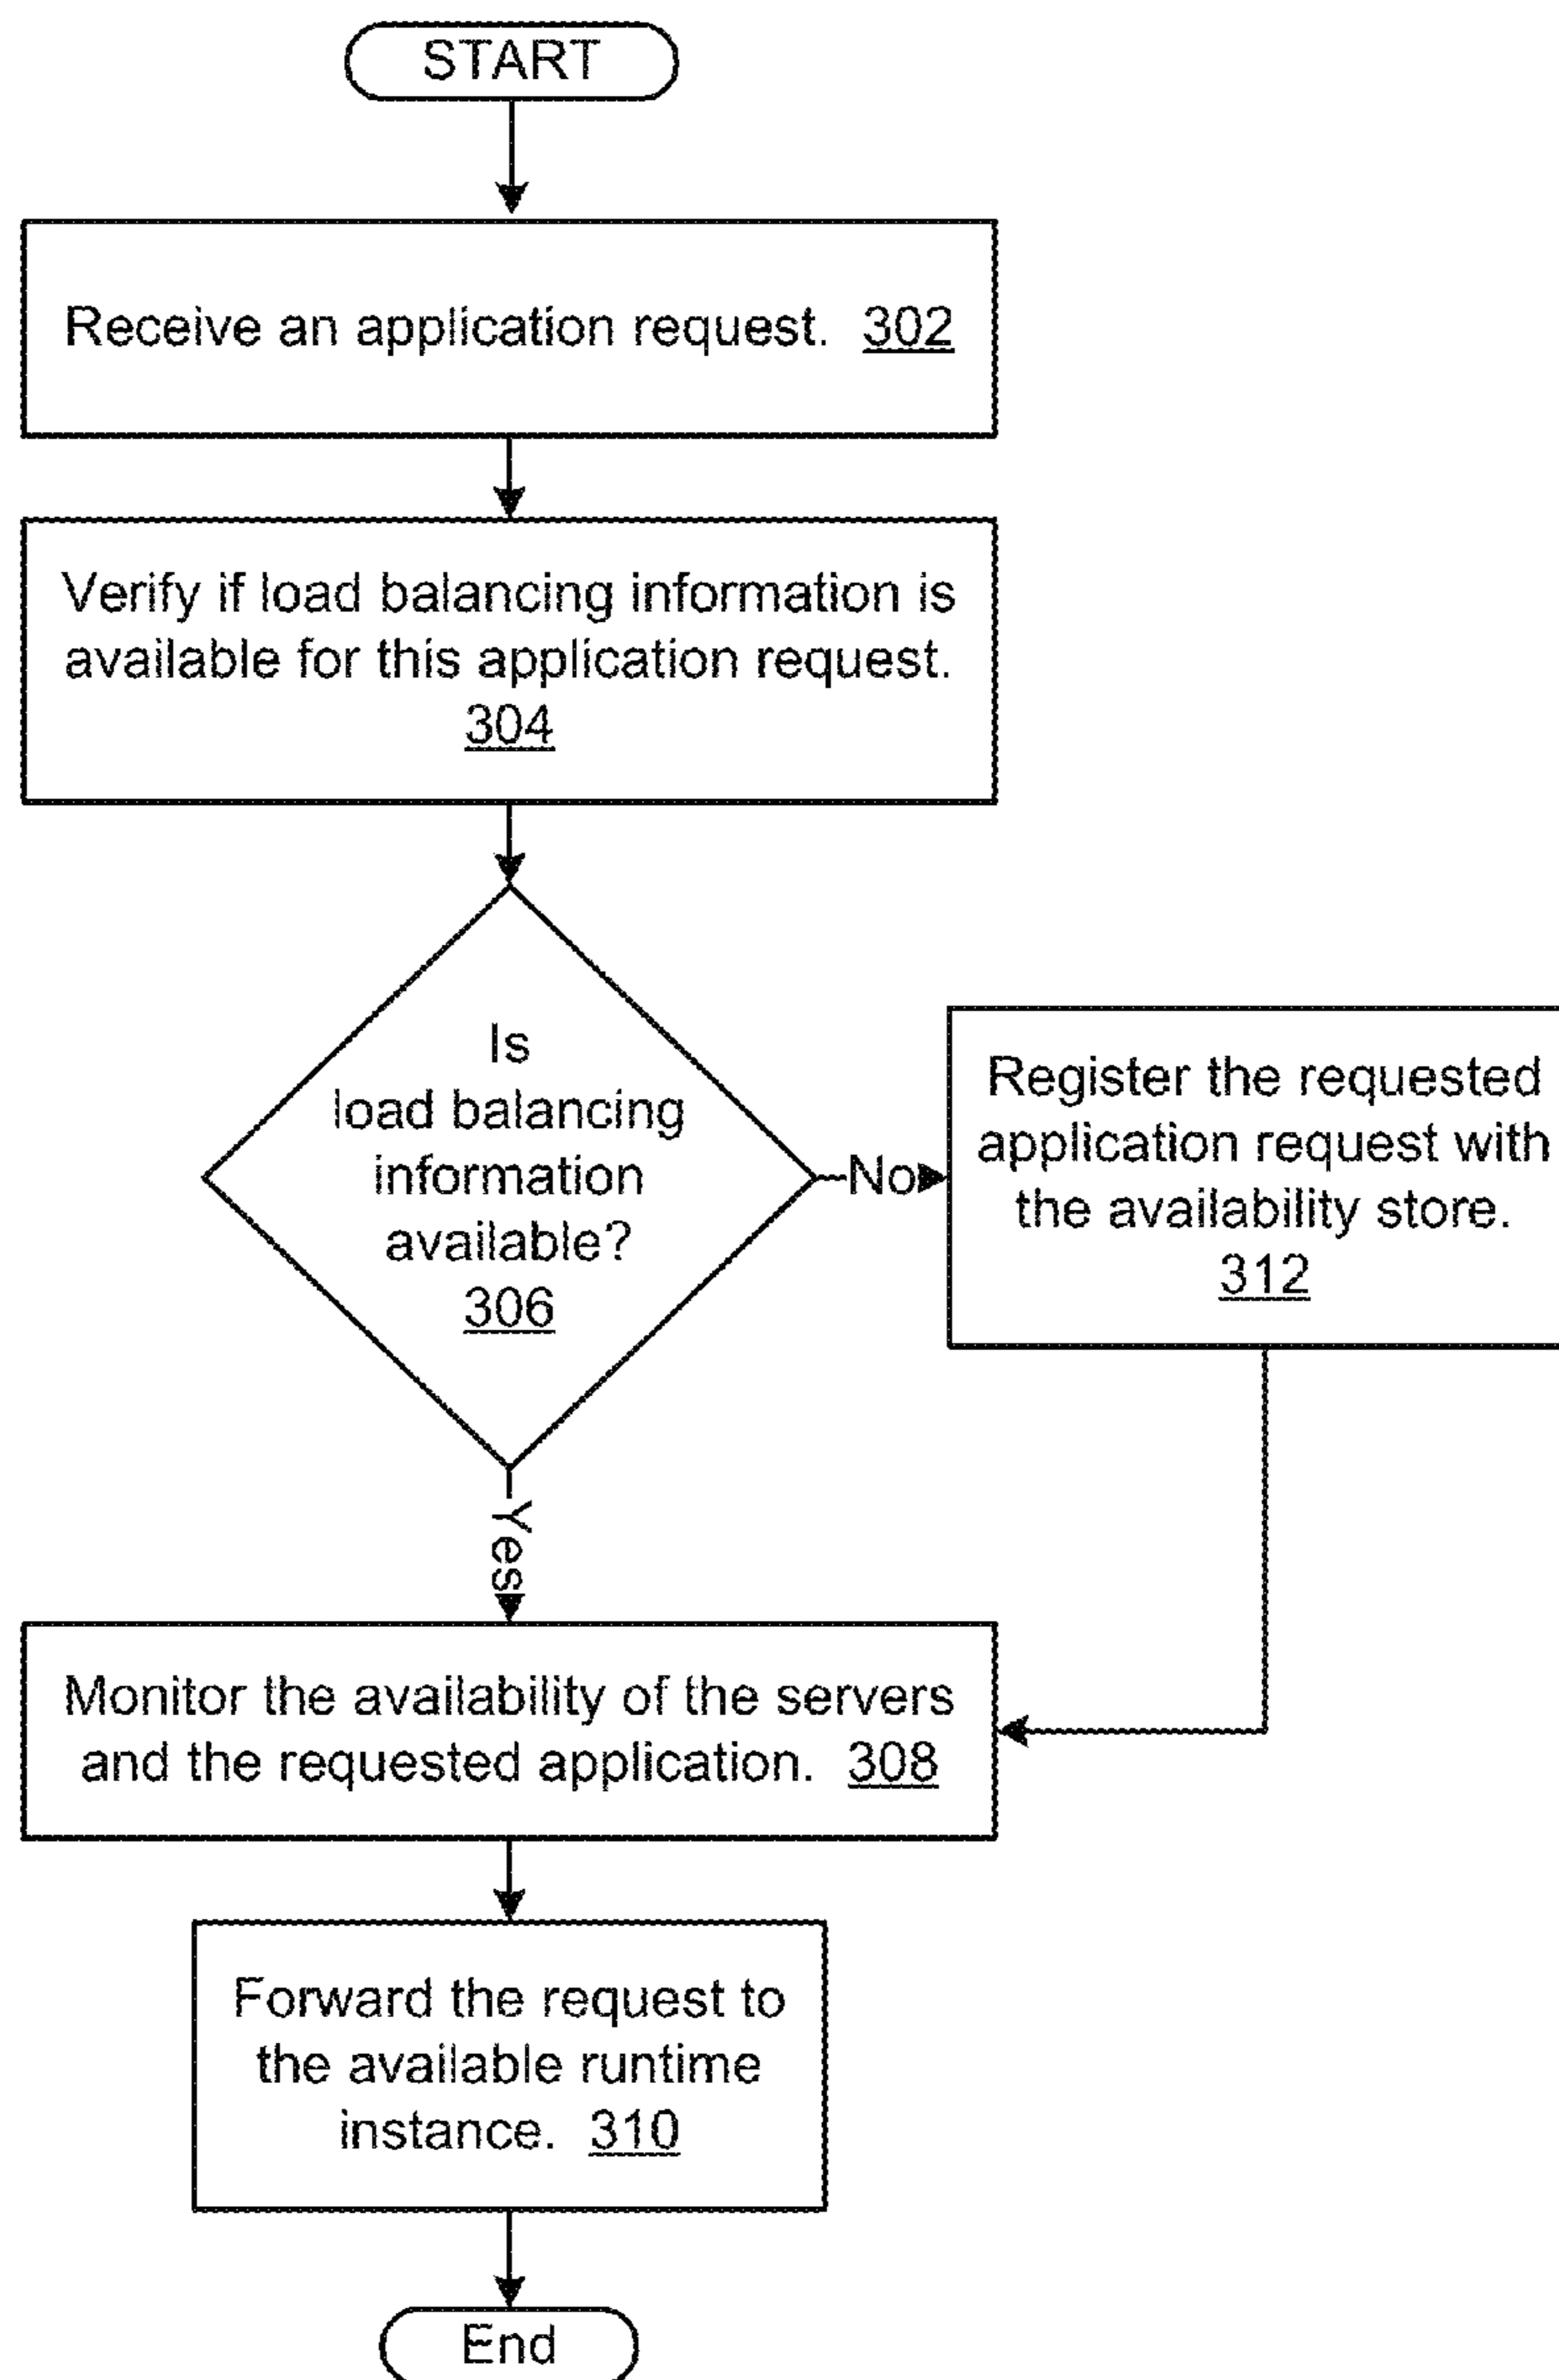 START
Receive an application request. 302
Verify if load balancing information is
available for this application request.
304
Is
load balancing
information
available?
306
No
Register the requested
application request with
the availability store.
312
Yes
Monitor the availability of the servers
and the requested application. 308
Forward the request to
the available runtime
instance. 310
End